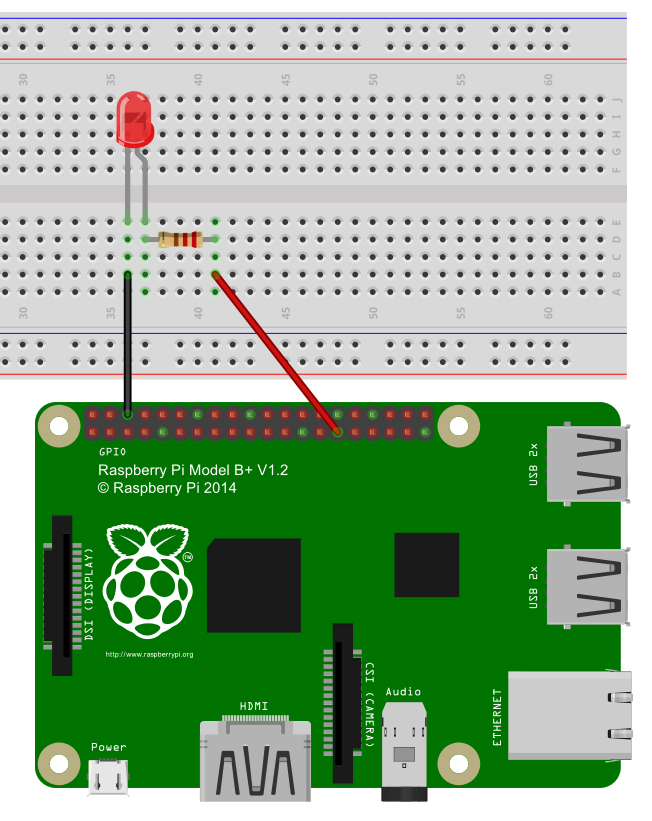 30 35 40 45 50 55 60
J
I
H
G
F
E
D
C
B
A
30 35 40 45 50 55 60
GPIO
Raspberry Pi Model B+ V1.2
© Raspberry Pi 2014
USB 2x
DSI (DISPLAY)
TM
USB 2x
http://www.raspberrypi.org
CSI (CAMERA)
Audio
ETHERNET
HDMI
Power